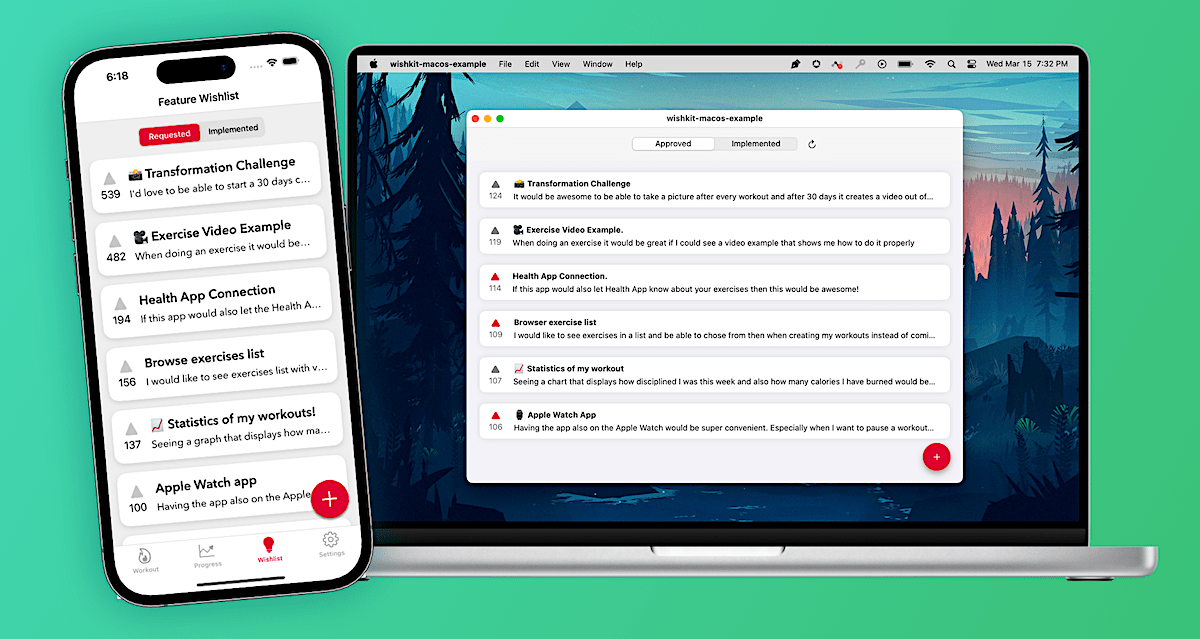 6:18
Feature Wishlist
Requested
Implemented
📸 Transformation Challenge
539
I'd love to be able to start a 30 days c...
🎥 Exercise Video Example
482
When doing an exercise it would be...
Health App Connection
194
If this app would also let the Health A...
Browse exercises list
156
I would like to see exercises list with v...
📈 Statistics of my workouts!
137
Seeing a graph that displays how ma...
Apple Watch app
100
Having the app also on the Apple
+
Workout
Progress
Wishlist
Settings
wishkit-macos-example File Edit View Window Help
Wed Mar 15 7:32 PM
wishkit-macos-example
Approved
Implemented
📸 Transformation Challenge
124
It would be awesome to be able to take a picture after every workout and after 30 days it creates a video out of...
🎥 Exercise Video Example.
119
When doing an exercise it would be great if I could see a video example that shows me how to do it properly
Health App Connection.
114
If this app would also let Health App know about your exercises then this would be awesome!
Browser exercise list
109
I would like to see exercises in a list and be able to chose from then when creating my workouts instead of comi...
📈 Statistics of my workout
107
Seeing a chart that displays how disciplined I was this week and also how many calories I have burned would be...
Apple Watch App
106
Having the app also on the Apple Watch would be super convenient. Especially when I want to pause a workout...
+